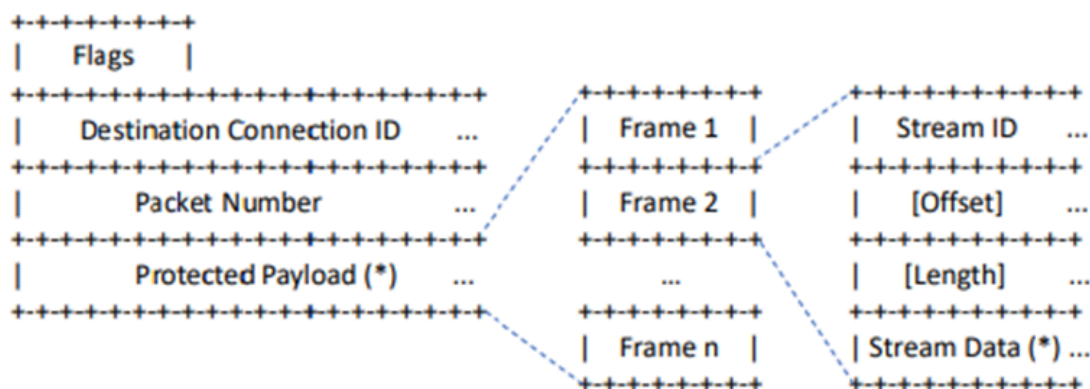 +-+-+-+-+-+-+-+-+
| Flags |
+-+-+-+-+-+-+-+-+-+-+-+-+-+-+-+-+-+-+-+-+
| Destination Connection ID ...
+-+-+-+-+-+-+-+-+-+-+-+-+-+-+-+-+-+-+-+-+
| Packet Number ...
+-+-+-+-+-+-+-+-+-+-+-+-+-+-+-+-+-+-+-+-+
| Protected Payload (*) ...
+-+-+-+-+-+-+-+-+-+-+-+-+-+-+-+-+-+-+-+-+
+-+-+-+-+-+-+-+-+
| Frame 1 |
+-+-+-+-+-+-+-+-+
| Frame 2 |
+-+-+-+-+-+-+-+-+
...
+-+-+-+-+-+-+-+-+
| Frame n |
+-+-+-+-+-+-+-+-+
+-+-+-+-+-+-+-+-+-+-+
| Stream ID ...
+-+-+-+-+-+-+-+-+-+-+
| [Offset] ...
+-+-+-+-+-+-+-+-+-+-+
| [Length] ...
+-+-+-+-+-+-+-+-+-+-+
| Stream Data (*) ...
+-+-+-+-+-+-+-+-+-+-+